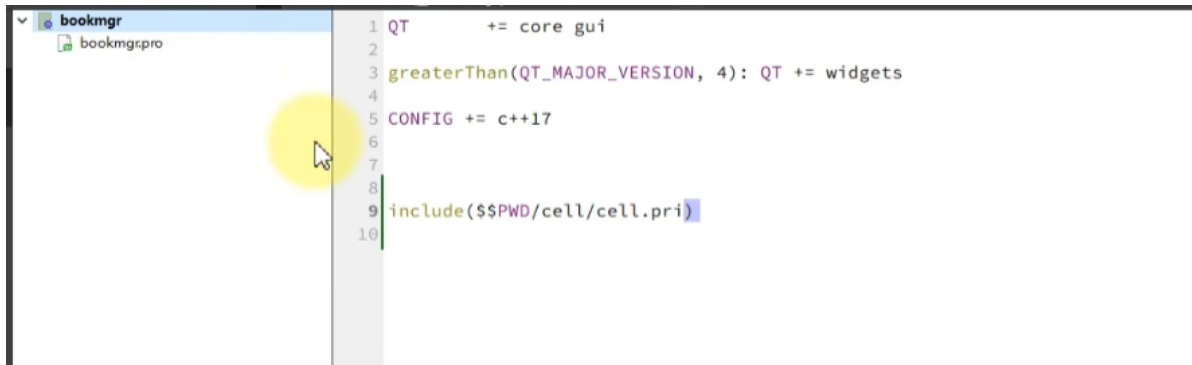 bookmgr
bookmgr.pro
1 QT += core gui
2
3 greaterThan(QT_MAJOR_VERSION, 4): QT += widgets
4
5 CONFIG += c++17
6
7
8
9 include($$PWD/cell/cell.pri)
10